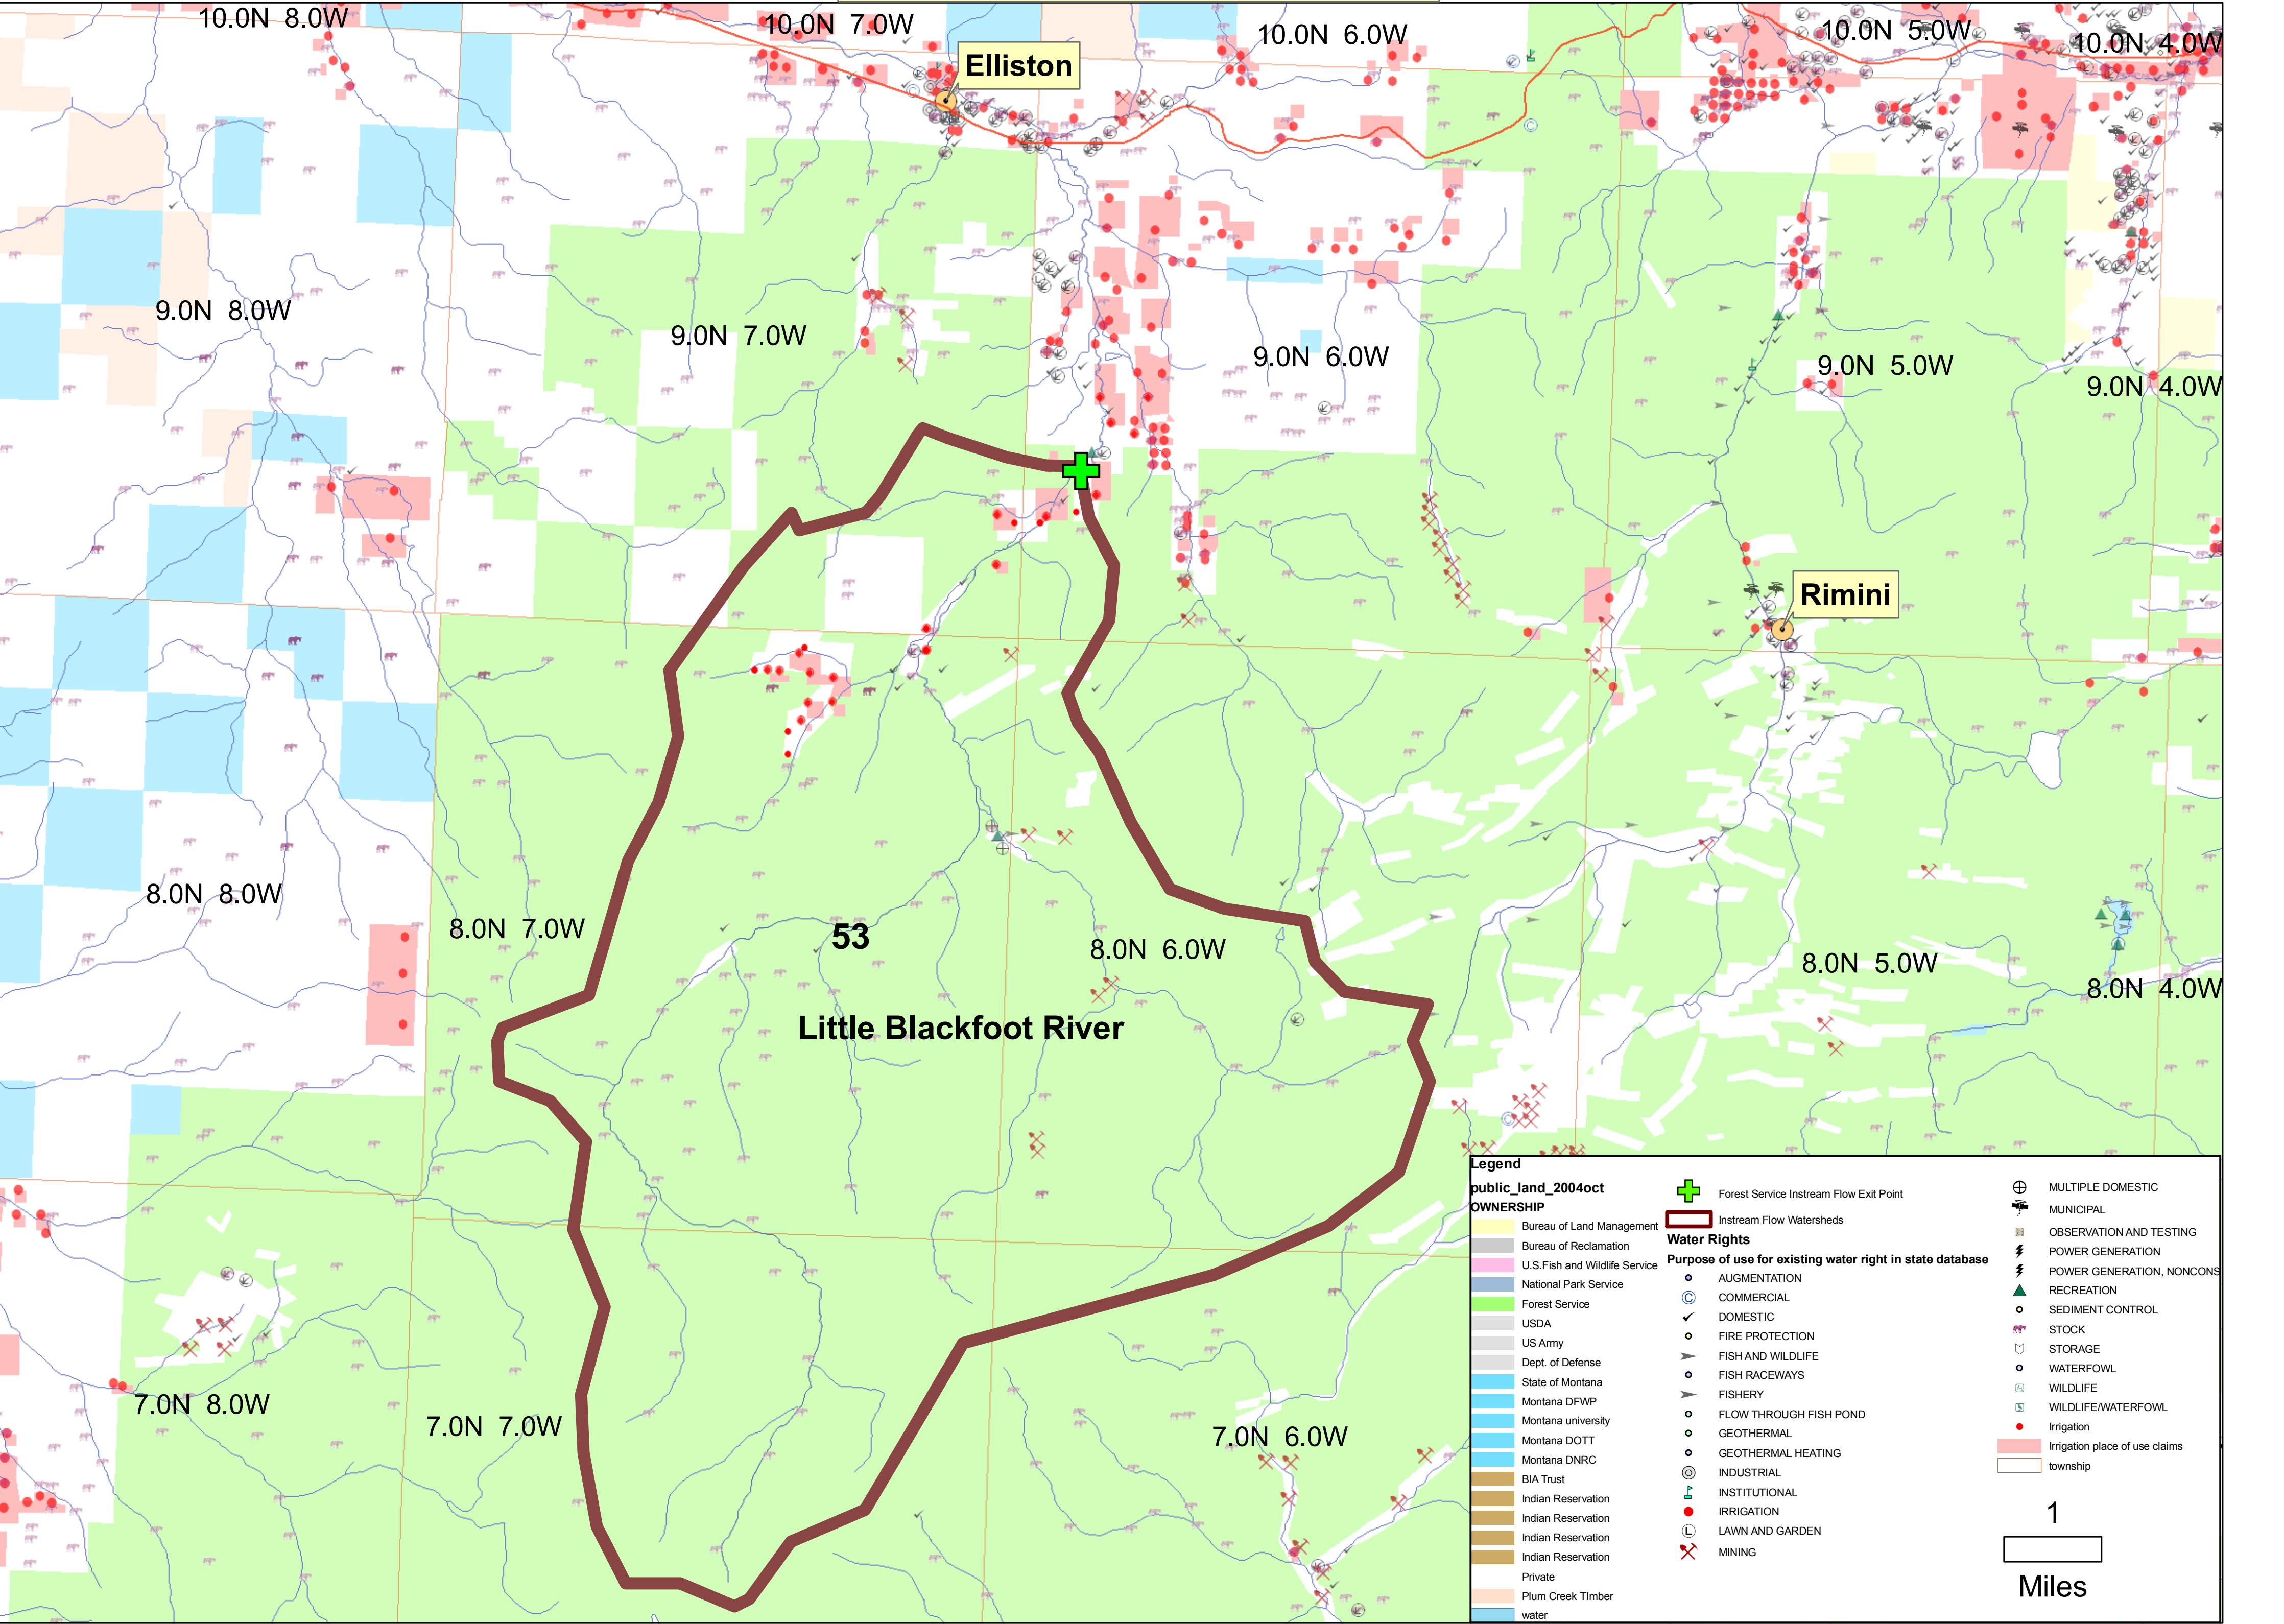 10.0N 8.0W
10.0N 7.0W
10.0N 6.0W
10.0N 5.0W
10.0N 4.0W
Elliston
9.0N 8.0W
9.0N 7.0W
9.0N 6.0W
9.0N 5.0W
9.0N 4.0W
Rimini
8.0N 8.0W
8.0N 7.0W
53
8.0N 6.0W
8.0N 5.0W
8.0N 4.0W
Little Blackfoot River
7.0N 8.0W
7.0N 7.0W
7.0N 6.0W
Legend
public_land_2004oct
OWNERSHIP
Bureau of Land Management
Bureau of Reclamation
U.S.Fish and Wildlife Service
National Park Service
Forest Service
USDA
US Army
Dept. of Defense
State of Montana
Montana DFWP
Montana university
Montana DOTT
Montana DNRC
BIA Trust
Indian Reservation
Indian Reservation
Indian Reservation
Indian Reservation
Private
Plum Creek TImber
water
Forest Service Instream Flow Exit Point
Instream Flow Watersheds
Water Rights
Purpose of use for existing water right in state database
AUGMENTATION
COMMERCIAL
DOMESTIC
FIRE PROTECTION
FISH AND WILDLIFE
FISH RACEWAYS
FISHERY
FLOW THROUGH FISH POND
GEOTHERMAL
GEOTHERMAL HEATING
INDUSTRIAL
INSTITUTIONAL
IRRIGATION
LAWN AND GARDEN
MINING
MULTIPLE DOMESTIC
MUNICIPAL
OBSERVATION AND TESTING
POWER GENERATION
POWER GENERATION, NONCONS
RECREATION
SEDIMENT CONTROL
STOCK
STORAGE
WATERFOWL
WILDLIFE
WILDLIFE/WATERFOWL
Irrigation
Irrigation place of use claims
township
1
Miles